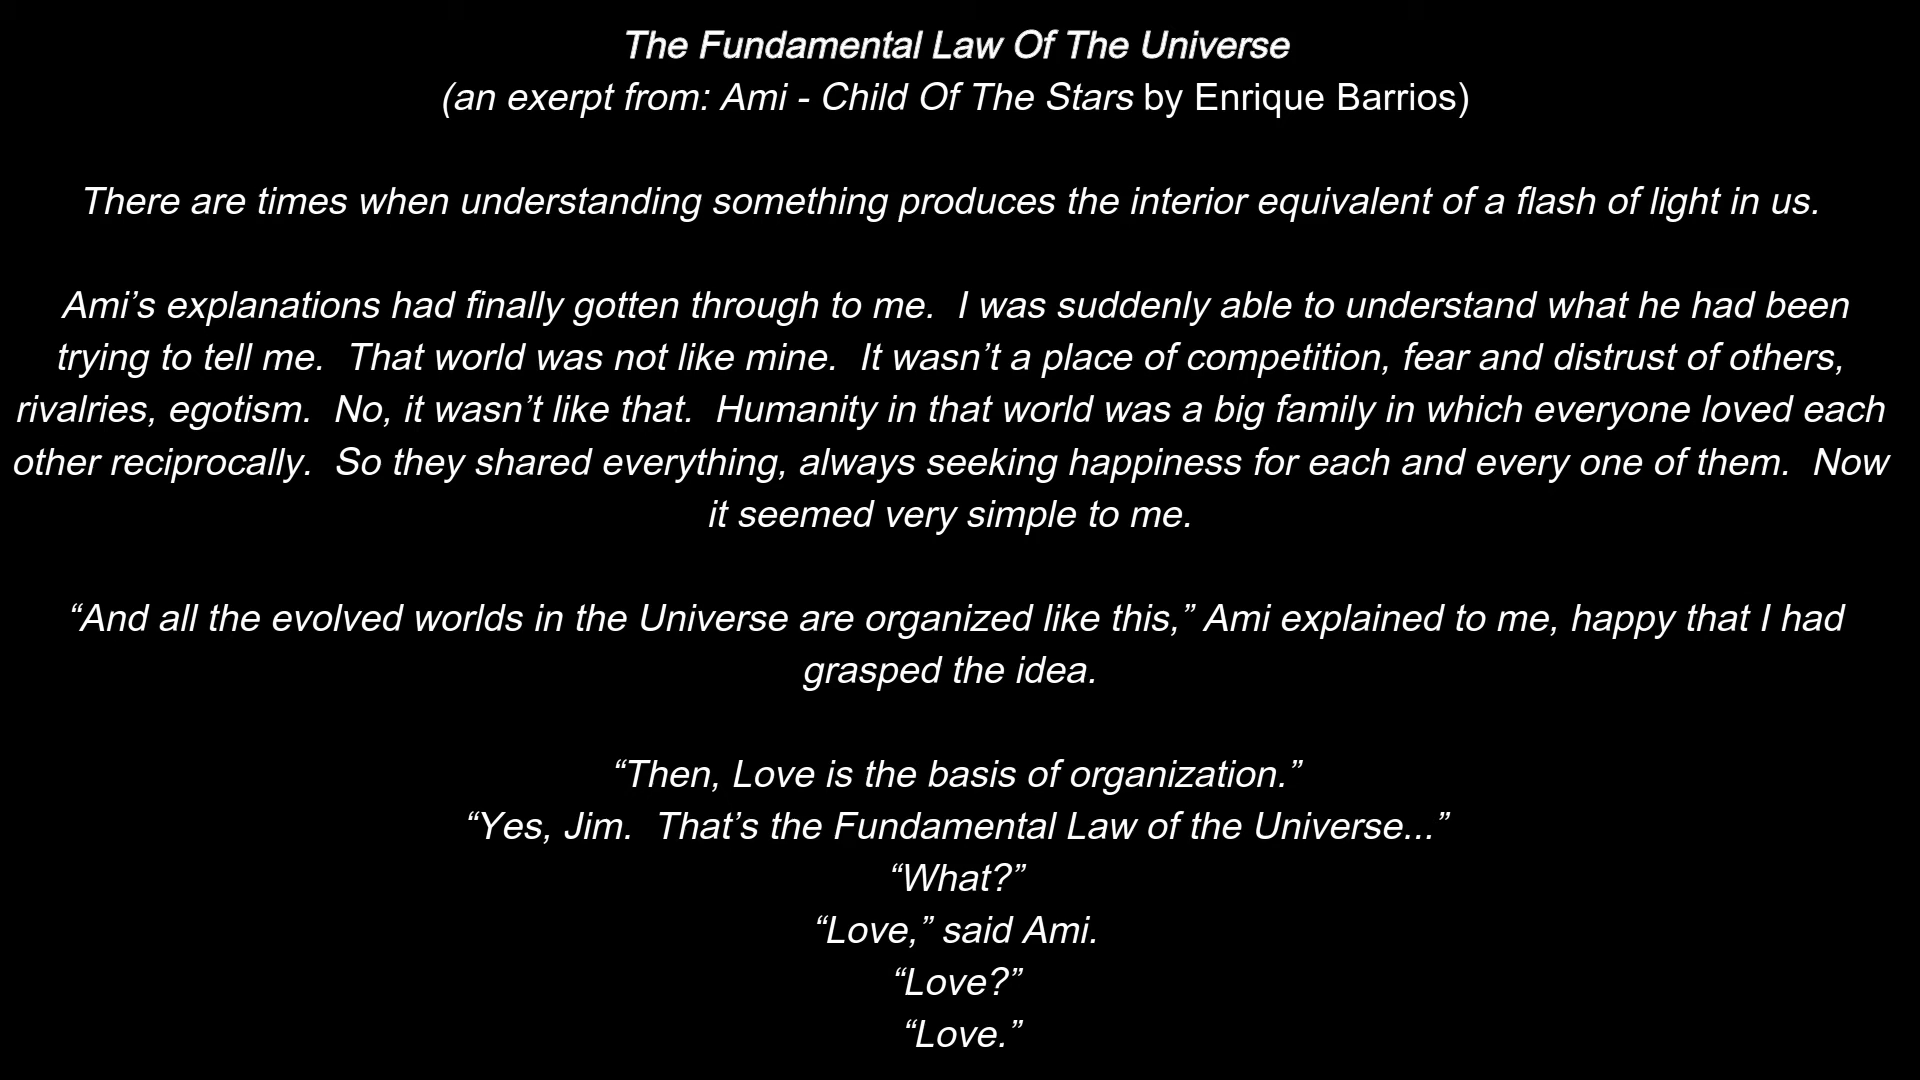 The Fundamental Law Of The Universe
(an exerpt from: Ami - Child Of The Stars by Enrique Barrios)
There are times when understanding something produces the interior equivalent of a flash of light in us.
Ami’s explanations had finally gotten through to me.  I was suddenly able to understand what he had been
trying to tell me.  That world was not like mine.  It wasn’t a place of competition, fear and distrust of others,
rivalries, egotism.  No, it wasn’t like that.  Humanity in that world was a big family in which everyone loved each
other reciprocally.  So they shared everything, always seeking happiness for each and every one of them.  Now
it seemed very simple to me.
“And all the evolved worlds in the Universe are organized like this,” Ami explained to me, happy that I had
grasped the idea.
“Then, Love is the basis of organization.”
“Yes, Jim.  That’s the Fundamental Law of the Universe...”
“What?”
“Love,” said Ami.
“Love?”
“Love.”